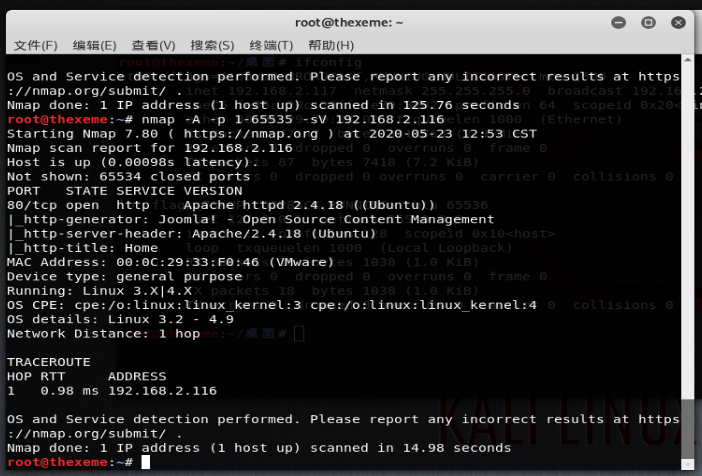 root@thexeme: ~
文件(F) 编辑(E) 查看(V) 搜索(S) 终端(T) 帮助(H)
OS and Service detection performed. Please report any incorrect results at https
://nmap.org/submit/ .
Nmap done: 1 IP address (1 host up) scanned in 125.76 seconds
root@thexeme:~# nmap -A -p 1-65535 -sV 192.168.2.116
Starting Nmap 7.80 ( https://nmap.org ) at 2020-05-23 12:53 CST
Nmap scan report for 192.168.2.116
Host is up (0.00098s latency).
Not shown: 65534 closed ports
PORT   STATE SERVICE VERSION
80/tcp open  http    Apache httpd 2.4.18 ((Ubuntu))
|_http-generator: Joomla! - Open Source Content Management
|_http-server-header: Apache/2.4.18 (Ubuntu)
|_http-title: Home
MAC Address: 00:0C:29:33:F0:46 (VMware)
Device type: general purpose
Running: Linux 3.X|4.X
OS CPE: cpe:/o:linux:linux_kernel:3 cpe:/o:linux:linux_kernel:4
OS details: Linux 3.2 - 4.9
Network Distance: 1 hop
TRACEROUTE
HOP RTT     ADDRESS
1   0.98 ms 192.168.2.116
OS and Service detection performed. Please report any incorrect results at https
://nmap.org/submit/ .
Nmap done: 1 IP address (1 host up) scanned in 14.98 seconds
root@thexeme:~#
KALI LINUX